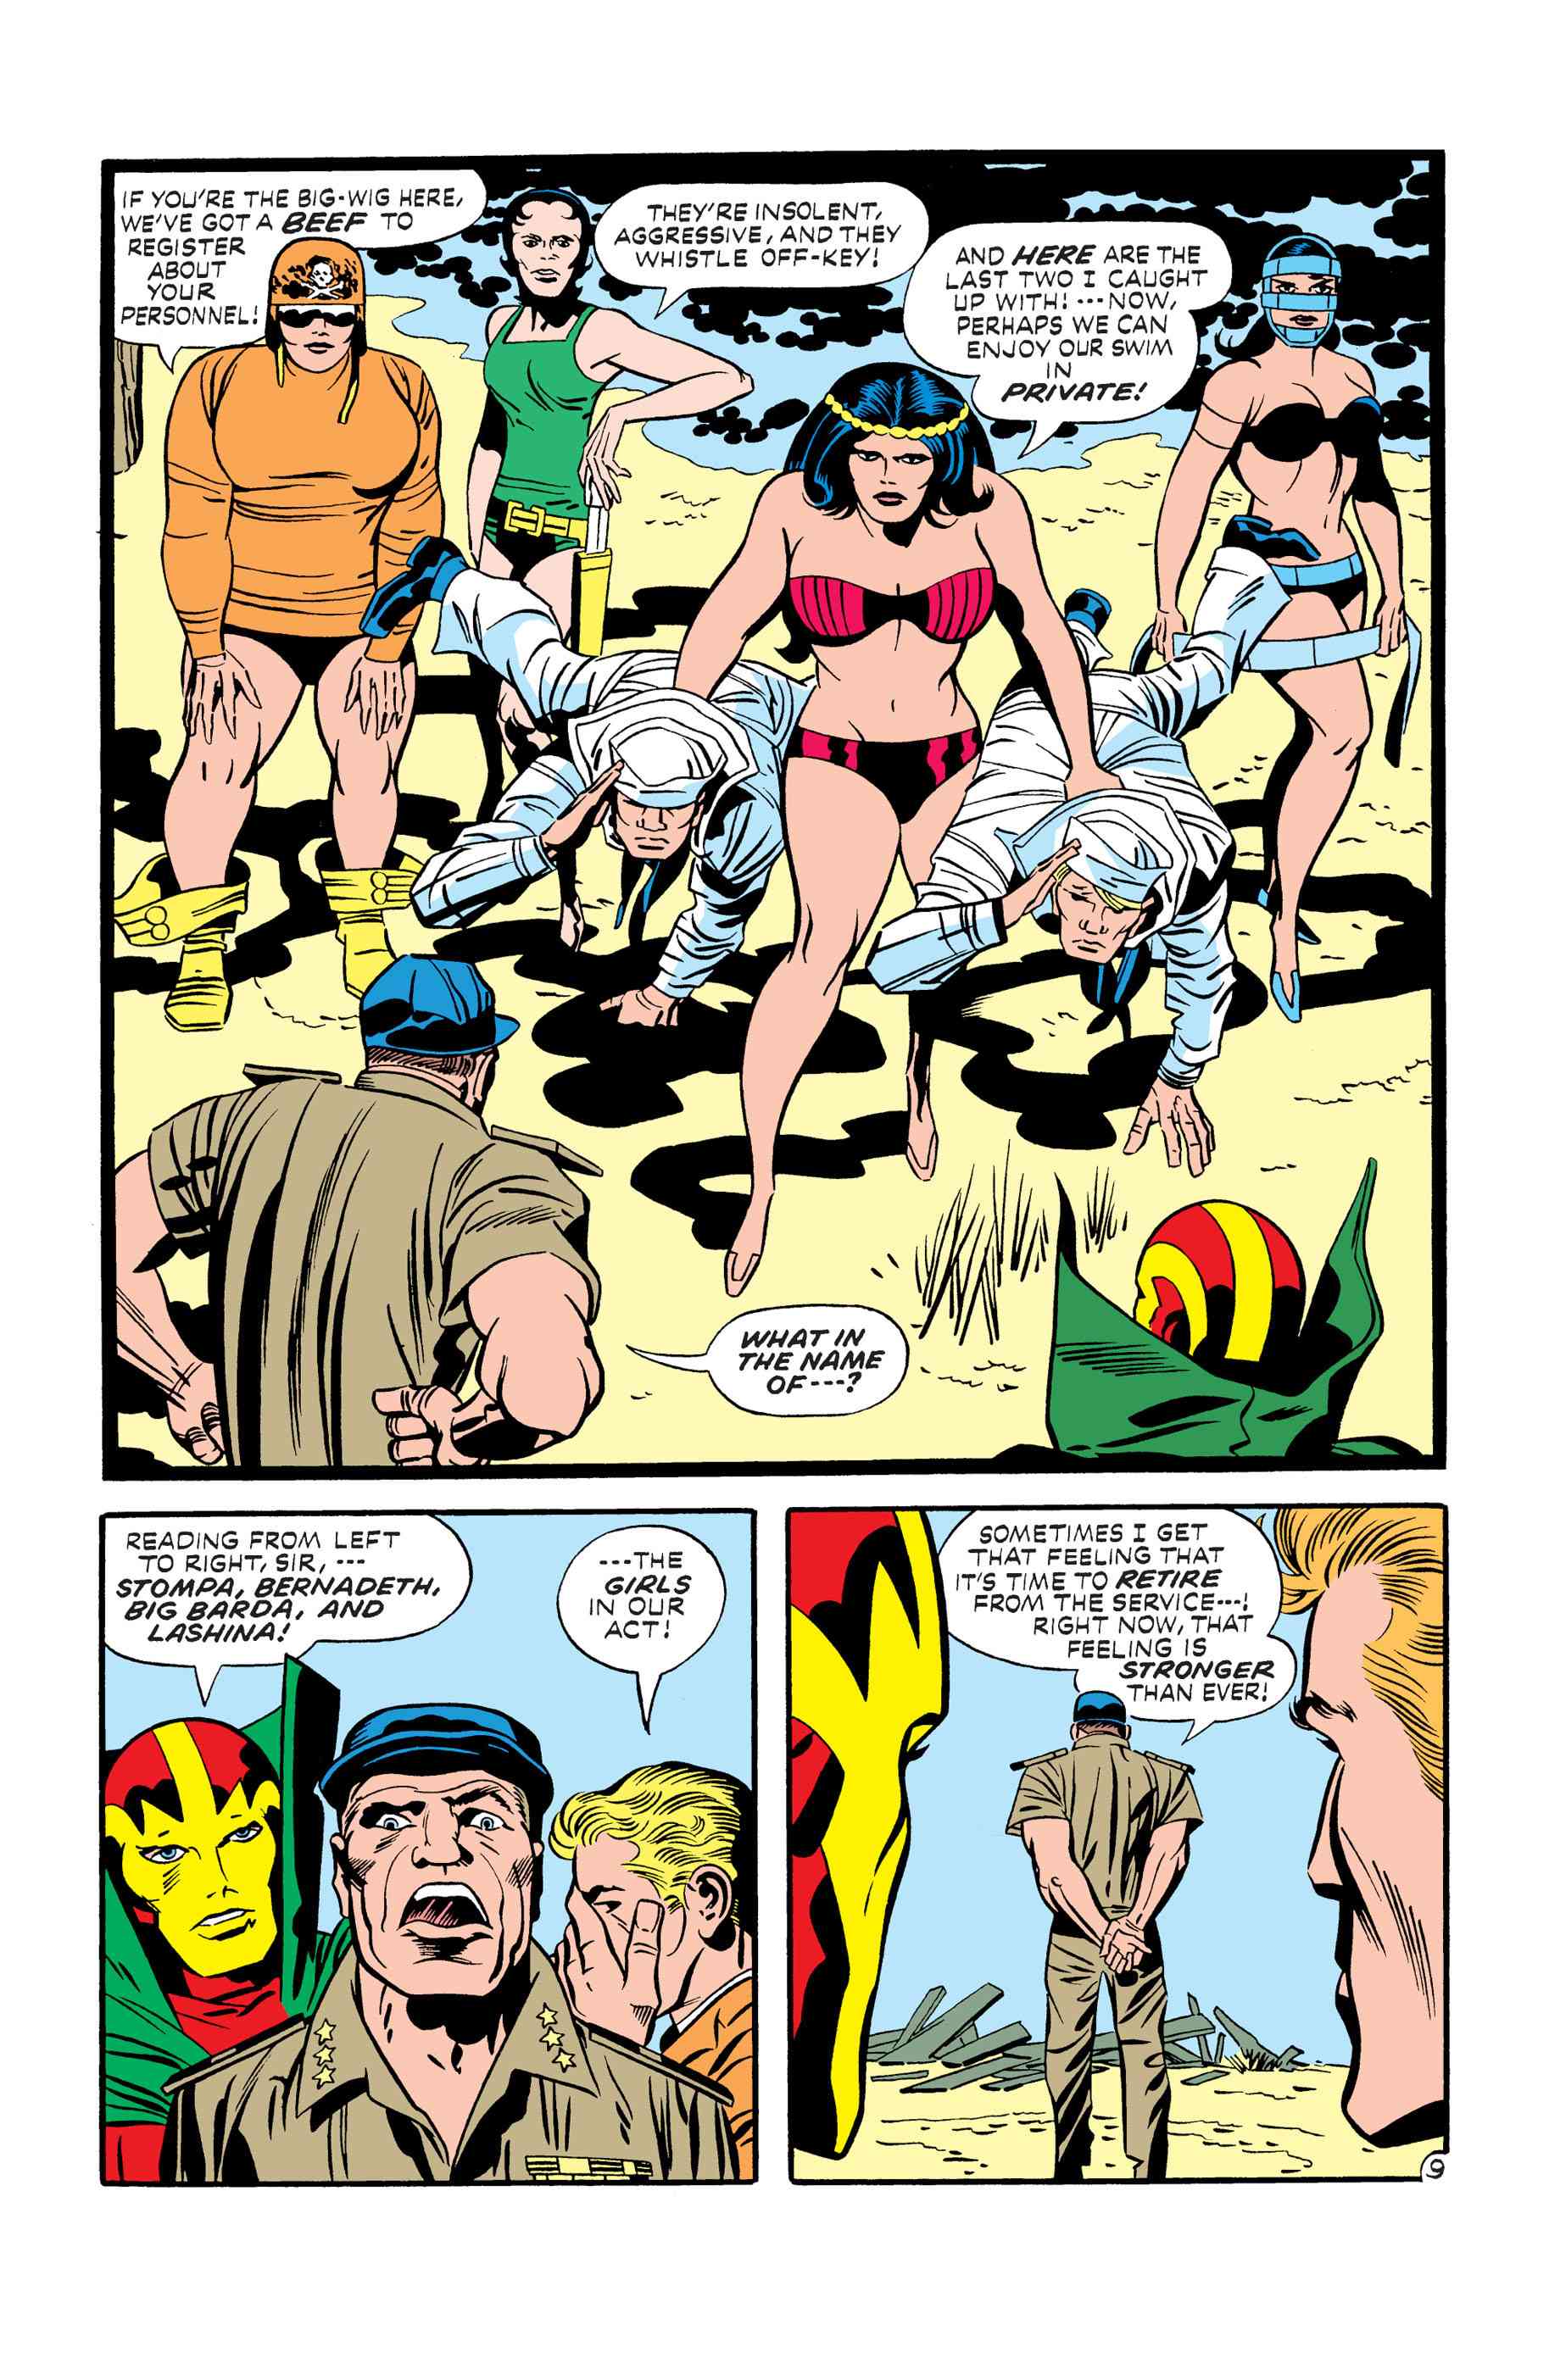 IF YOU'RE THE BIG-WIG HERE,
WE'VE GOT A BEEF TO
REGISTER
ABOUT
YOUR
PERSONNEL!
THEY'RE INSOLENT,
AGGRESSIVE, AND THEY
WHISTLE OFF-KEY!
AND HERE ARE THE
LAST TWO I CAUGHT
UP WITH! --- NOW,
PERHAPS WE CAN
ENJOY OUR SWIM
IN
PRIVATE!
WHAT IN
THE NAME
OF---?
READING FROM LEFT
TO RIGHT, SIR, ---
STOMPA, BERNADETH,
BIG BARDA, AND
LASHINA!
---THE
GIRLS
IN OUR
ACT!
SOMETIMES I GET
THAT FEELING THAT
IT'S TIME TO RETIRE
FROM THE SERVICE---!
RIGHT NOW, THAT
FEELING IS
STRONGER
THAN EVER!
9